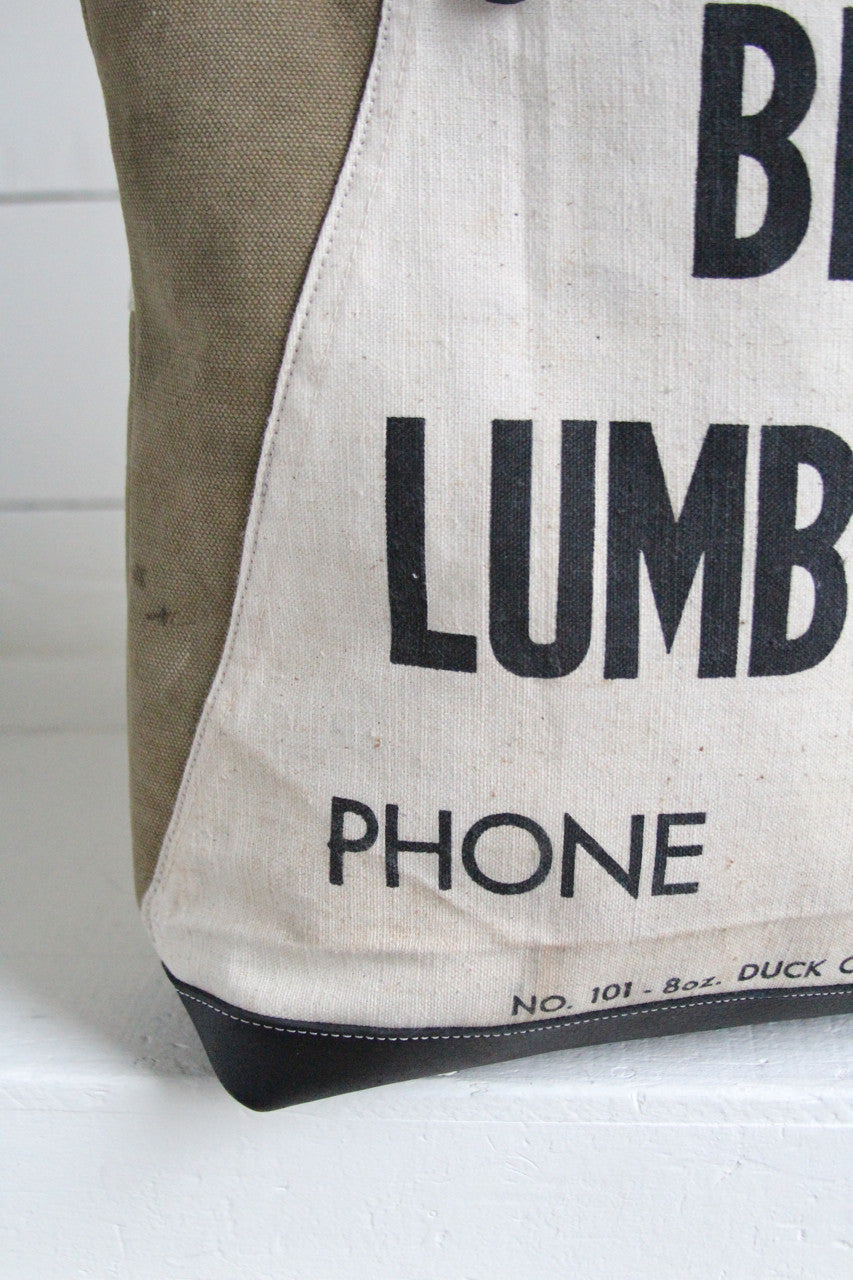 B
LUMB
PHONE
NO. 101 - 8oz. DUCK